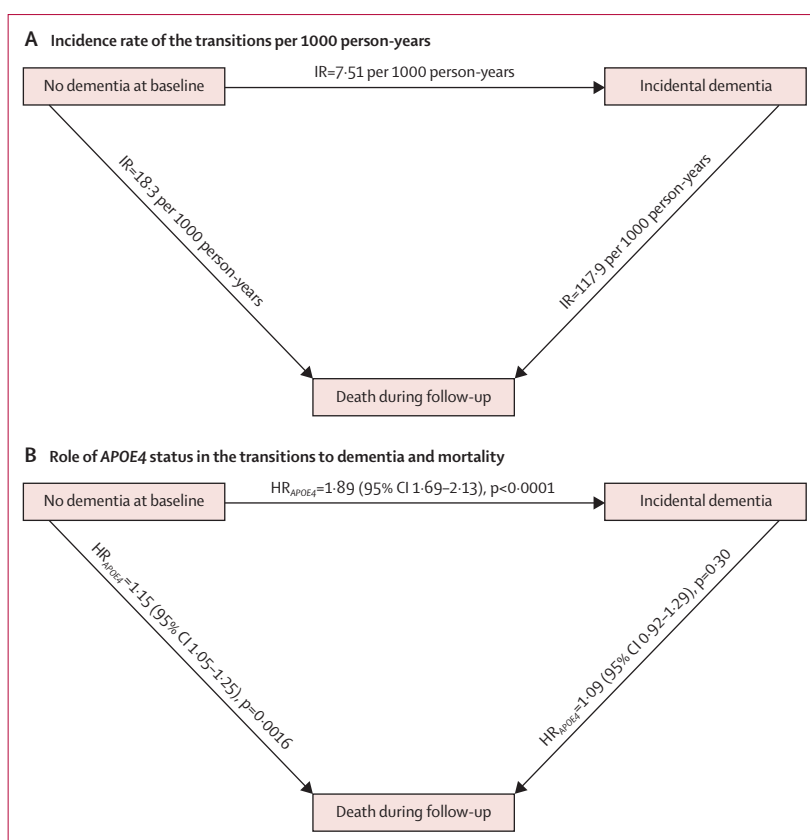 A Incidence rate of the transitions per 1000 person-years
IR=7·51 per 1000 person-years
No dementia at baseline
Incidental dementia
IR=18·3 per 1000 person-years
IR=117·9 per 1000 person-years
Death during follow-up
B Role of APOE4 status in the transitions to dementia and mortality
HRAPOE4=1·89 (95% CI 1·69–2·13), p<0·0001
No dementia at baseline
Incidental dementia
HRAPOE4=1·15 (95% CI 1·05–1·25), p=0·0016
HRAPOE4=1·09 (95% CI 0·92–1·29), p=0·30
Death during follow-up